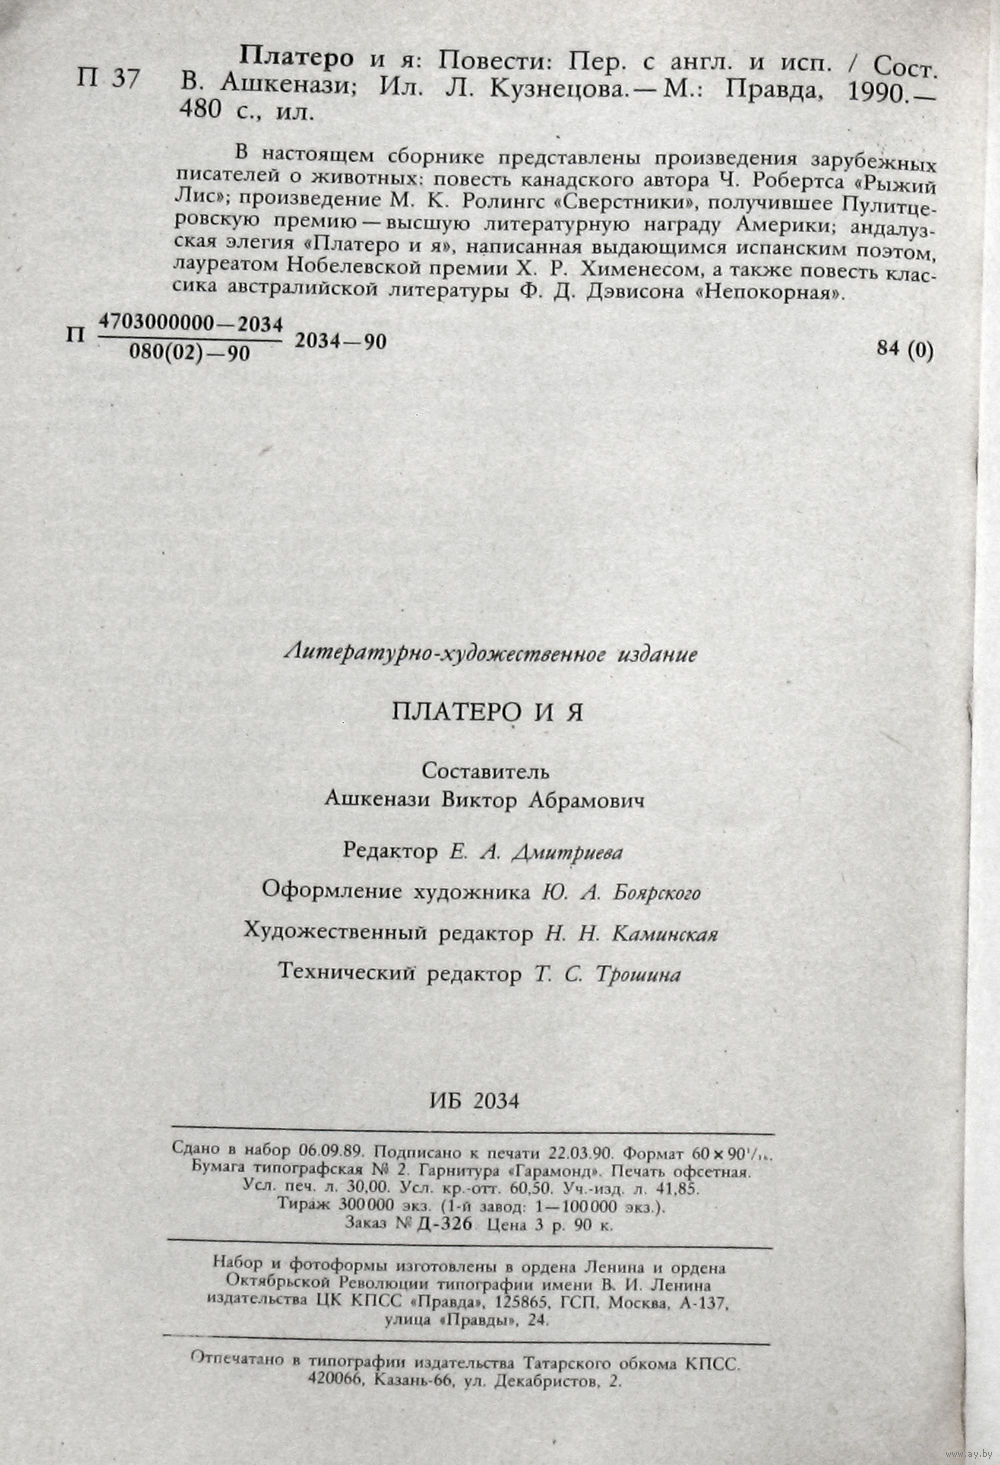 П 37
Платеро и я: Повести: Пер. с англ. и исп. / Сост.
В. Ашкенази; Ил. Л. Кузнецова.— М.: Правда, 1990.—
480 с., ил.
В настоящем сборнике представлены произведения зарубежных
писателей о животных: повесть канадского автора Ч. Робертса «Рыжий
Лис»; произведение М. К. Ролингс «Сверстники», получившее Пулитце-
ровскую премию — высшую литературную награду Америки; андалуз-
ская элегия «Платеро и я», написанная выдающимся испанским поэтом,
лауреатом Нобелевской премии Х. Р. Хименесом, а также повесть клас-
сика австралийской литературы Ф. Д. Дэвисона «Непокорная».
П 4703000000—2034
080(02)—90
2034—90
84 (0)
Литературно-художественное издание
ПЛАТЕРО И Я
Составитель
Ашкенази Виктор Абрамович
Редактор Е. А. Дмитриева
Оформление художника Ю. А. Боярского
Художественный редактор Н. Н. Каминская
Технический редактор Т. С. Трошина
ИБ 2034
Сдано в набор 06.09.89. Подписано к печати 22.03.90. Формат 60×90
Бумага типографская № 2. Гарнитура «Гарамонд». Печать офсетная.
Усл. печ. л. 30,00. Усл. кр.-отт. 60,50. Уч.-изд. л. 41,85.
Тираж 300000 экз. (1-й завод: 1—100000 экз.).
Заказ № Д-326. Цена 3 р. 90 к.
Набор и фотоформы изготовлены в ордена Ленина и ордена
Октябрьской Революции типографии имени В. И. Ленина
издательства ЦК КПСС «Правда», 125865, ГСП, Москва, А-137,
улица «Правды», 24.
Отпечатано в типографии издательства Татарского обкома КПСС.
420066, Казань-66, ул. Декабристов, 2.
www.ay.by